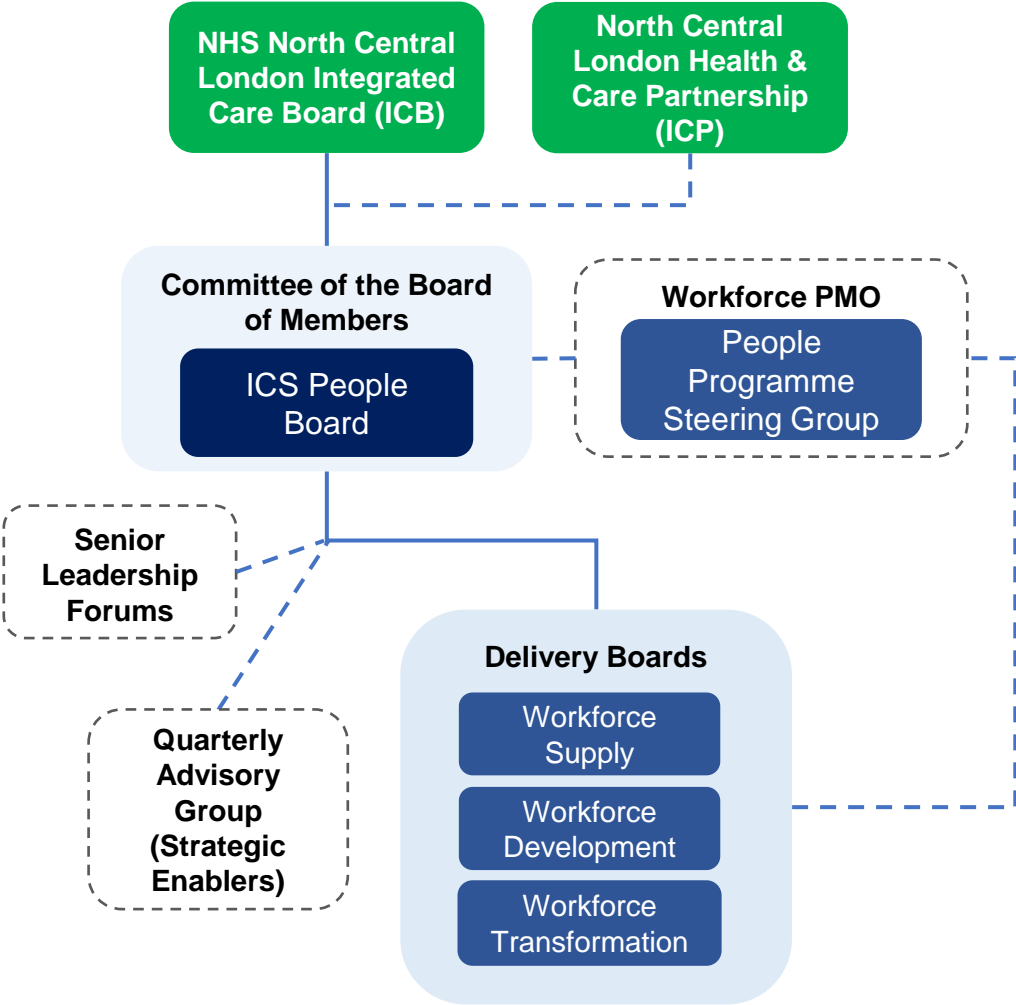 NHS North Central
London Integrated
Care Board (ICB)
North Central
London Health &
Care Partnership
(ICP)
Committee of the Board
of Members
ICS People
Board
Workforce PMO
People
Programme
Steering Group
Senior
Leadership
Forums
Quarterly
Advisory
Group
(Strategic
Enablers)
Delivery Boards
Workforce
Supply
Workforce
Development
Workforce
Transformation